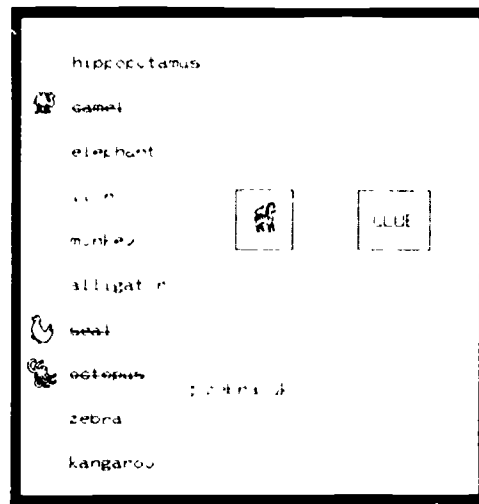 hippopotamus
camel
elephant
monkey
alligator
CLUE
seal
octopus
zebra
kangaroo